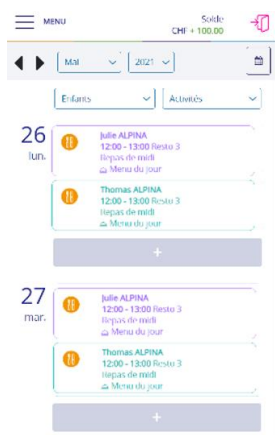 MENU
Solde
CHF + 100.00
Mai
2021
Enfants
Activités
26
lun.
Julie ALPINA
12:00 - 13:00 Resto 3
Repas de midi
Menu du jour
Thomas ALPINA
12:00 - 13:00 Resto 3
Repas de midi
Menu du jour
+
27
mar.
Julie ALPINA
12:00 - 13:00 Resto 3
Repas de midi
Menu du jour
Thomas ALPINA
12:00 - 13:00 Resto 3
Repas de midi
Menu du jour
+